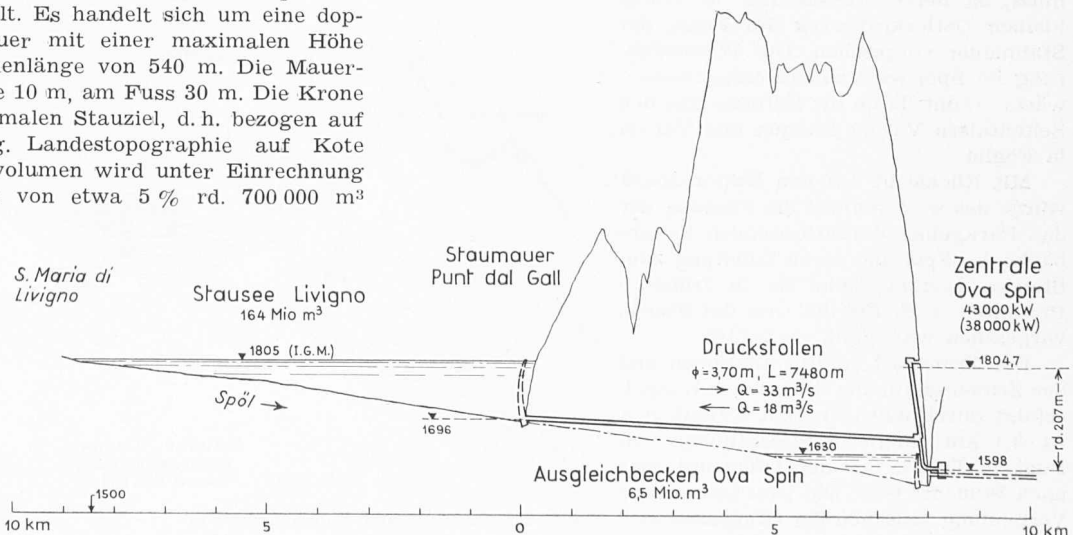 lt. Es handelt sich um eine dop-
uer mit einer maximalen Höhe
enlänge von 540 m. Die Mauer-
e 10 m, am Fuss 30 m. Die Krone
malen Stauziel, d. h. bezogen auf
g. Landestopographie auf Kote
volumen wird unter Einrechnung
von etwa 5 % rd. 700 000 m³
S. Maria di
Livigno
Stausee Livigno
164 Mio m³
1805 (I.G.M.)
Spöl
1696
Staumauer
Punt dal Gall
Druckstollen
ϕ = 3,70 m , L = 7480 m
Q = 33 m³/s
Q = 18 m³/s
Zentrale
Ova Spin
43 000 kW
(38 000 kW)
1804,7
rd. 207 m
1630
1598
Ausgleichbecken Ova Spin
6,5 Mio. m³
1500
10 km 5 0 5 10 km